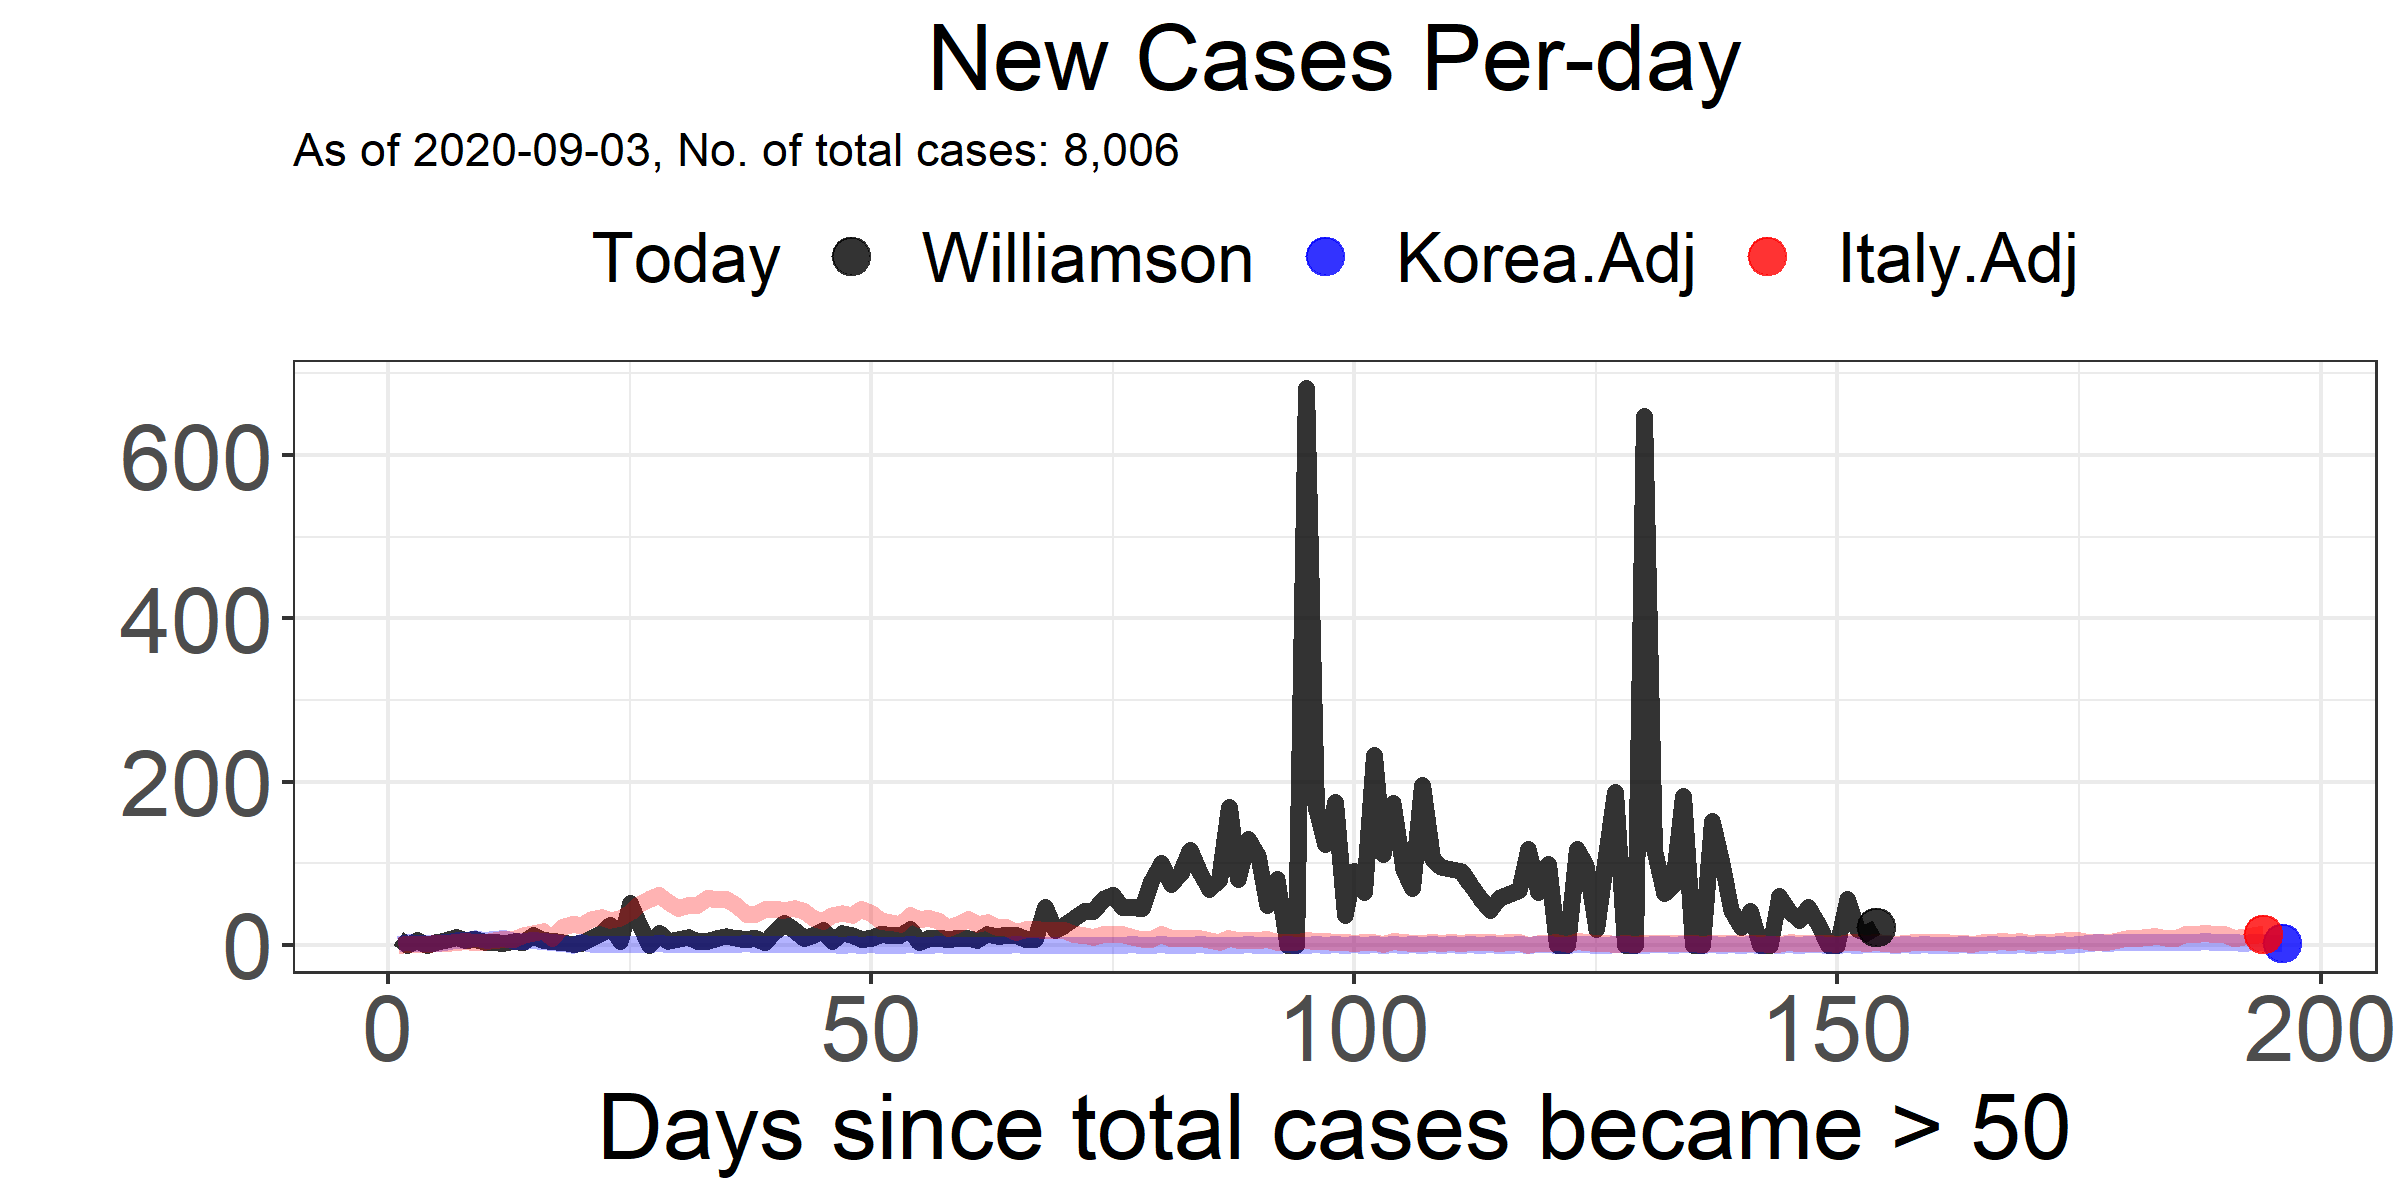 New Cases Per-day
As of 2020-09-03, No. of total cases: 8,006
Today Williamson Korea.Adj Italy.Adj
600
400
200
0
0 50 100 150 200
Days since total cases became > 50